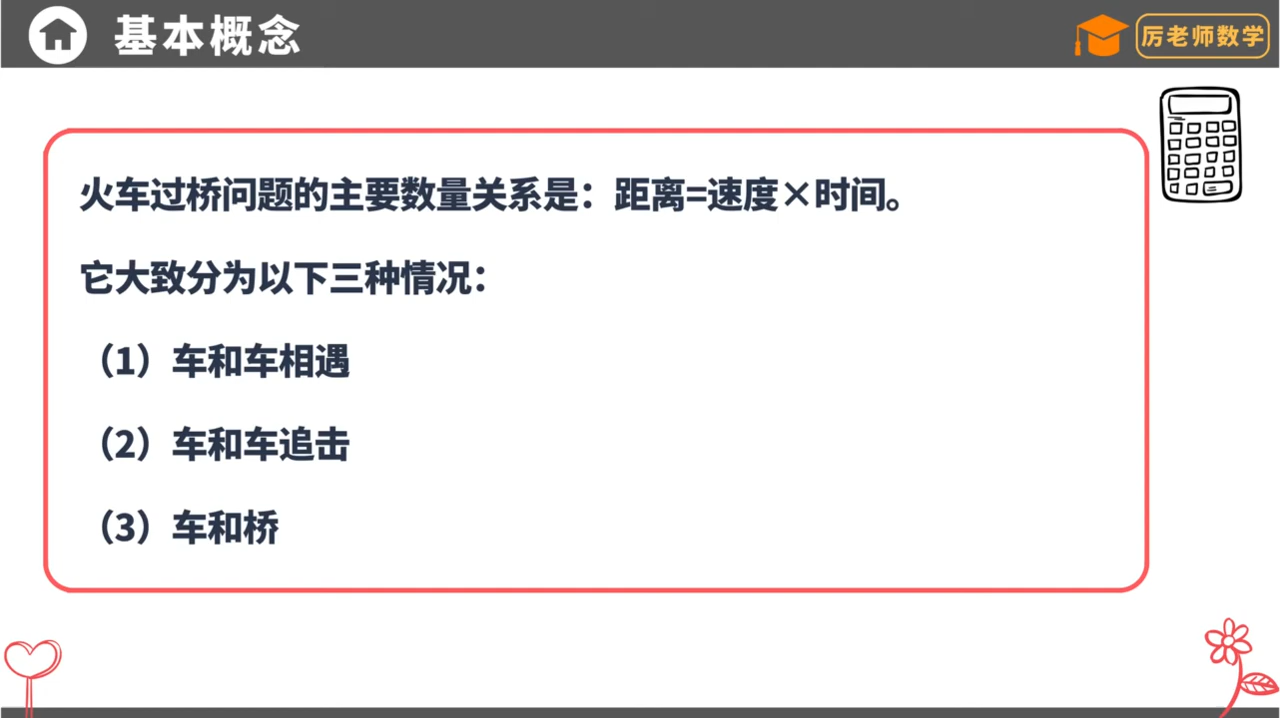 基本概念
厉老师数学
火车过桥问题的主要数量关系是：距离=速度×时间。
它大致分为以下三种情况：
（1）车和车相遇
（2）车和车追击
（3）车和桥